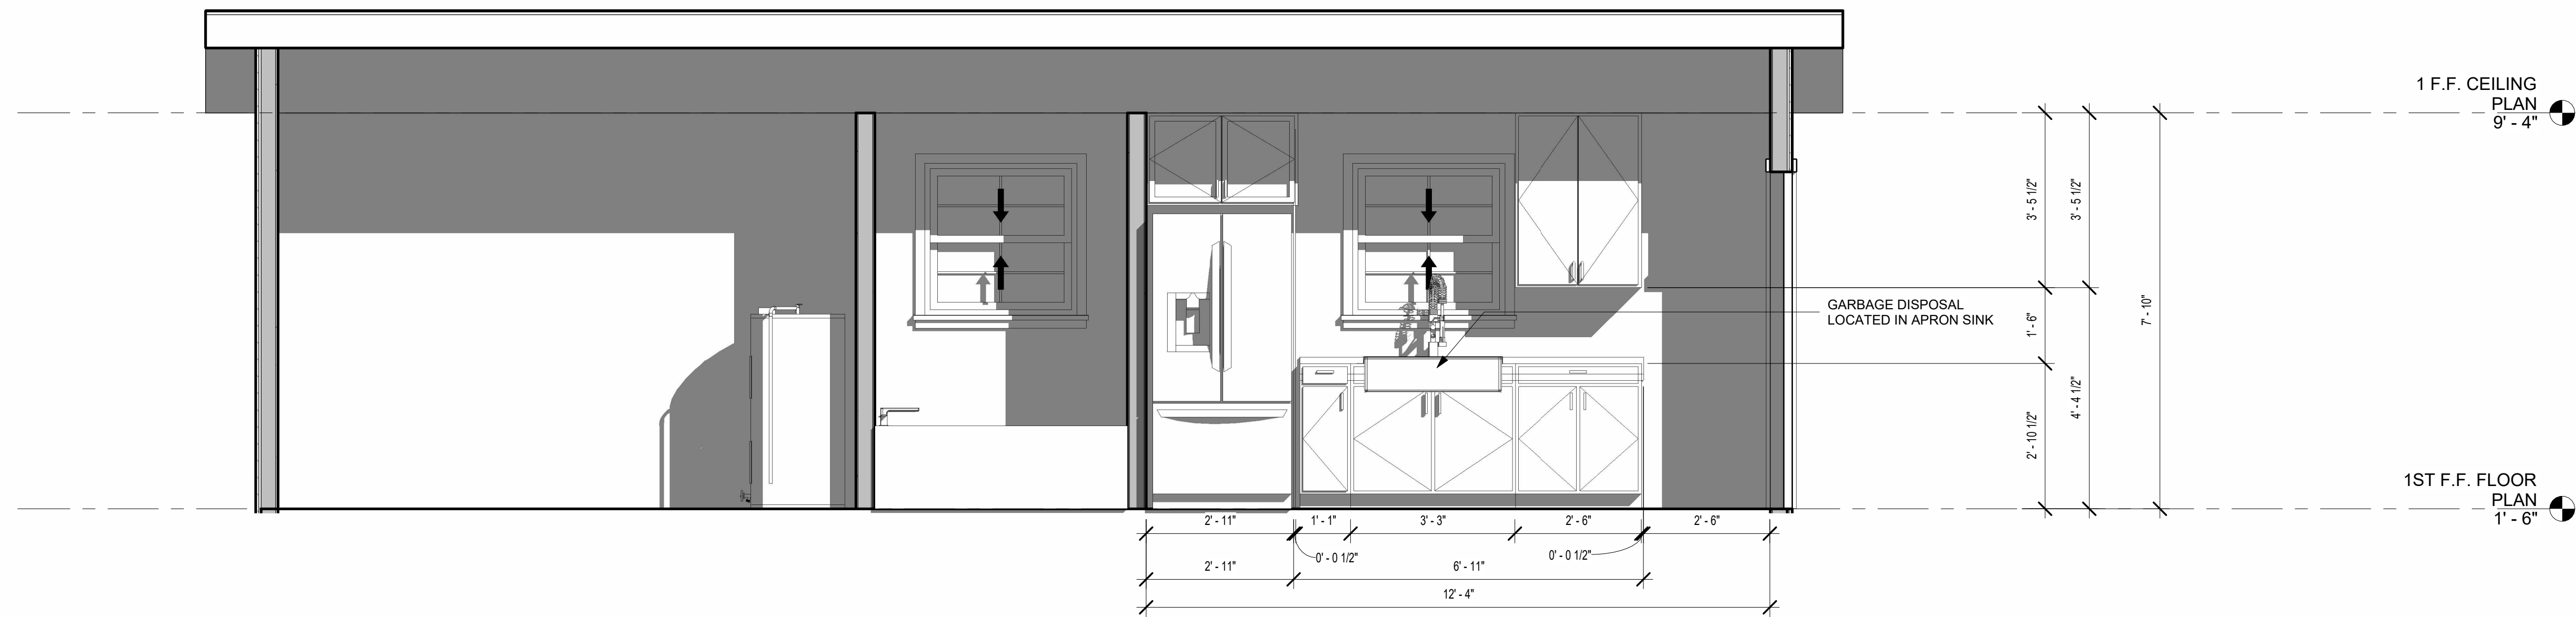 1 F.F. CEILING
PLAN
9' - 4"
3' - 5 1/2"
3' - 5 1/2"
7' - 10"
GARBAGE DISPOSAL
LOCATED IN APRON SINK
1' - 6"
4' - 4 1/2"
2' - 10 1/2"
1ST F.F. FLOOR
PLAN
1' - 6"
2' - 11"
1' - 1"
3' - 3"
2' - 6"
2' - 6"
0' - 0 1/2"
0' - 0 1/2"
2' - 11"
6' - 11"
12' - 4"